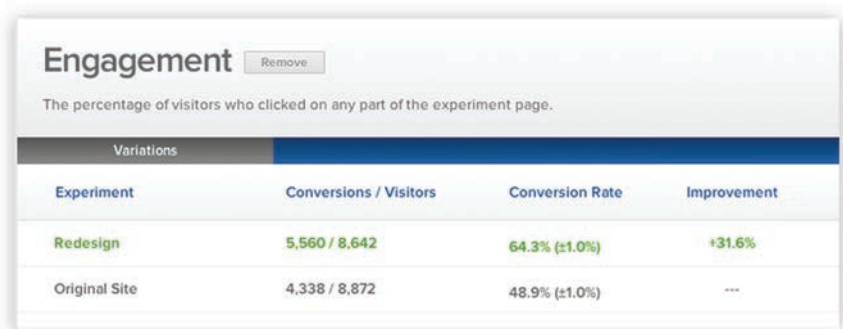 Engagement Remove
The percentage of visitors who clicked on any part of the experiment page.
Variations
Experiment Conversions / Visitors Conversion Rate Improvement
Redesign 5,560 / 8,642 64.3% (±1.0%) +31.6%
Original Site 4,338 / 8,872 48.9% (±1.0%) ---